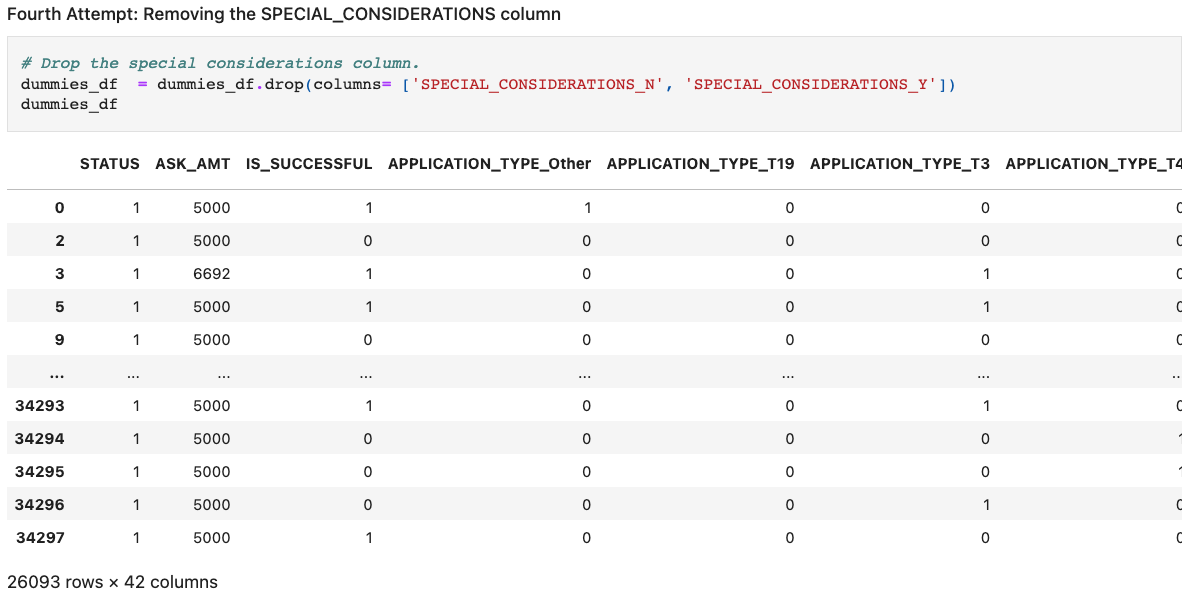 Fourth Attempt: Removing the SPECIAL_CONSIDERATIONS column
# Drop the special considerations column.
dummies_df  = dummies_df.drop(columns= ['SPECIAL_CONSIDERATIONS_N', 'SPECIAL_CONSIDERATIONS_Y'])
dummies_df
STATUS ASK_AMT IS_SUCCESSFUL APPLICATION_TYPE_Other APPLICATION_TYPE_T19 APPLICATION_TYPE_T3 APPLICATION_TYPE_T4
0 1 5000 1 1 0 0 0
2 1 5000 0 0 0 0 0
3 1 6692 1 0 0 1 0
5 1 5000 1 0 0 1 0
9 1 5000 0 0 0 0 0
... ... ... ... ... ... ... ..
34293 1 5000 1 0 0 1 0
34294 1 5000 0 0 0 0 1
34295 1 5000 0 0 0 0 1
34296 1 5000 0 0 0 1 0
34297 1 5000 1 0 0 0 0
26093 rows × 42 columns